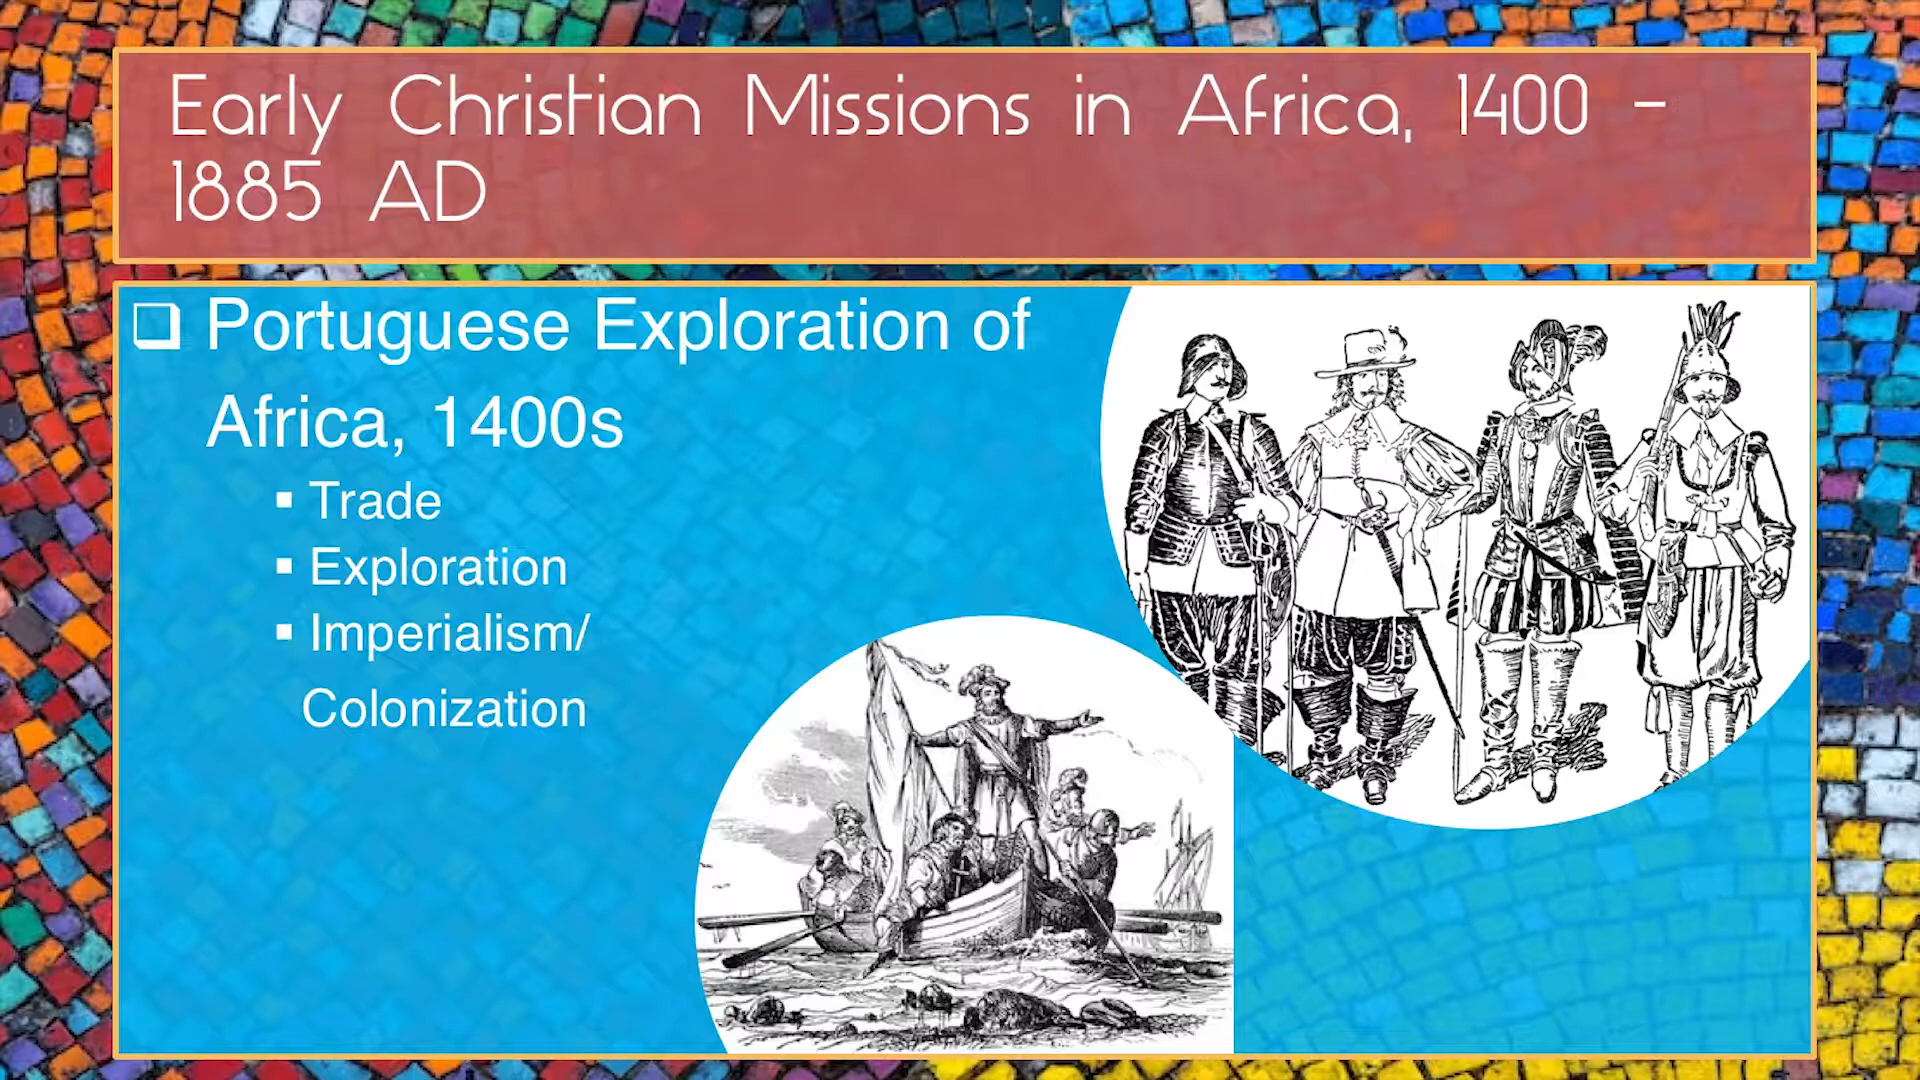 Early Christian Missions in Africa, 1400 –
1885 AD
Portuguese Exploration of
Africa, 1400s
Trade
Exploration
Imperialism/
Colonization